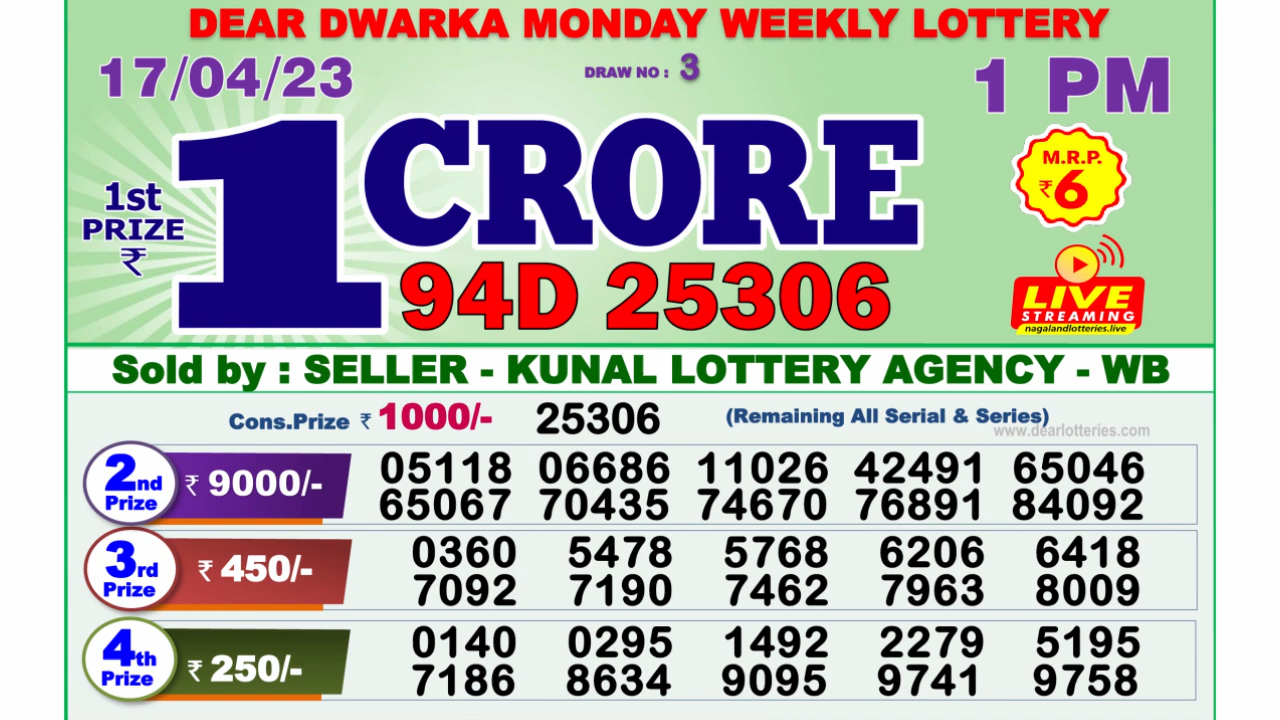 DEAR DWARKA MONDAY WEEKLY LOTTERY
17/04/23
DRAW NO : 3
1 PM
1 CRORE
1st
PRIZE
₹
M.R.P.
₹6
94D 25306
LIVE
STREAMING
nagalandlotteries.live
Sold by : SELLER - KUNAL LOTTERY AGENCY - WB
Cons.Prize ₹ 1000/- 25306 (Remaining All Serial & Series)
www.dearlotteries.com
2nd Prize ₹ 9000/-
05118 06686 11026 42491 65046
65067 70435 74670 76891 84092
3rd Prize ₹ 450/-
0360 5478 5768 6206 6418
7092 7190 7462 7963 8009
4th Prize ₹ 250/-
0140 0295 1492 2279 5195
7186 8634 9095 9741 9758